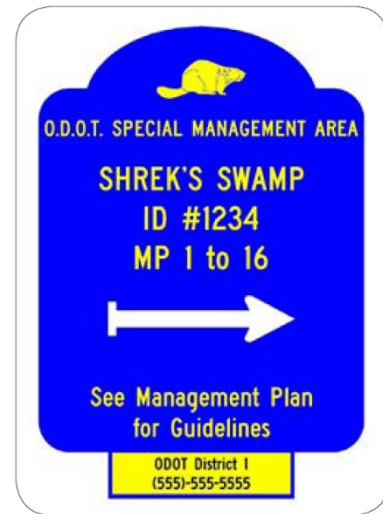 O.D.O.T. SPECIAL MANAGEMENT AREA
SHREK'S SWAMP
ID #1234
MP 1 to 16
See Management Plan
for Guidelines
ODOT District 1
(555)-555-5555